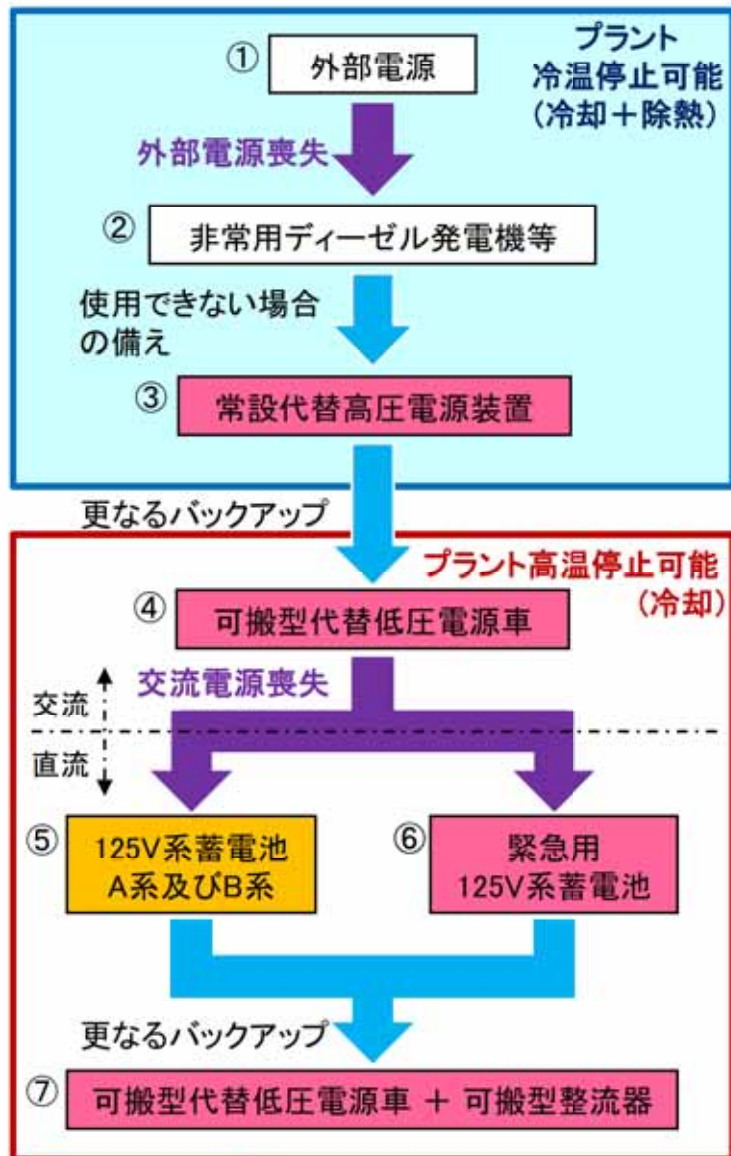 プラント
冷温停止可能
(冷却+除熱)
① 外部電源
外部電源喪失
② 非常用ディーゼル発電機等
使用できない場合
の備え
③ 常設代替高圧電源装置
更なるバックアップ
プラント高温停止可能
(冷却)
④ 可搬型代替低圧電源車
交流電源喪失
交流
直流
⑤ 125V系蓄電池
A系及びB系
⑥ 緊急用
125V系蓄電池
更なるバックアップ
⑦ 可搬型代替低圧電源車 + 可搬型整流器